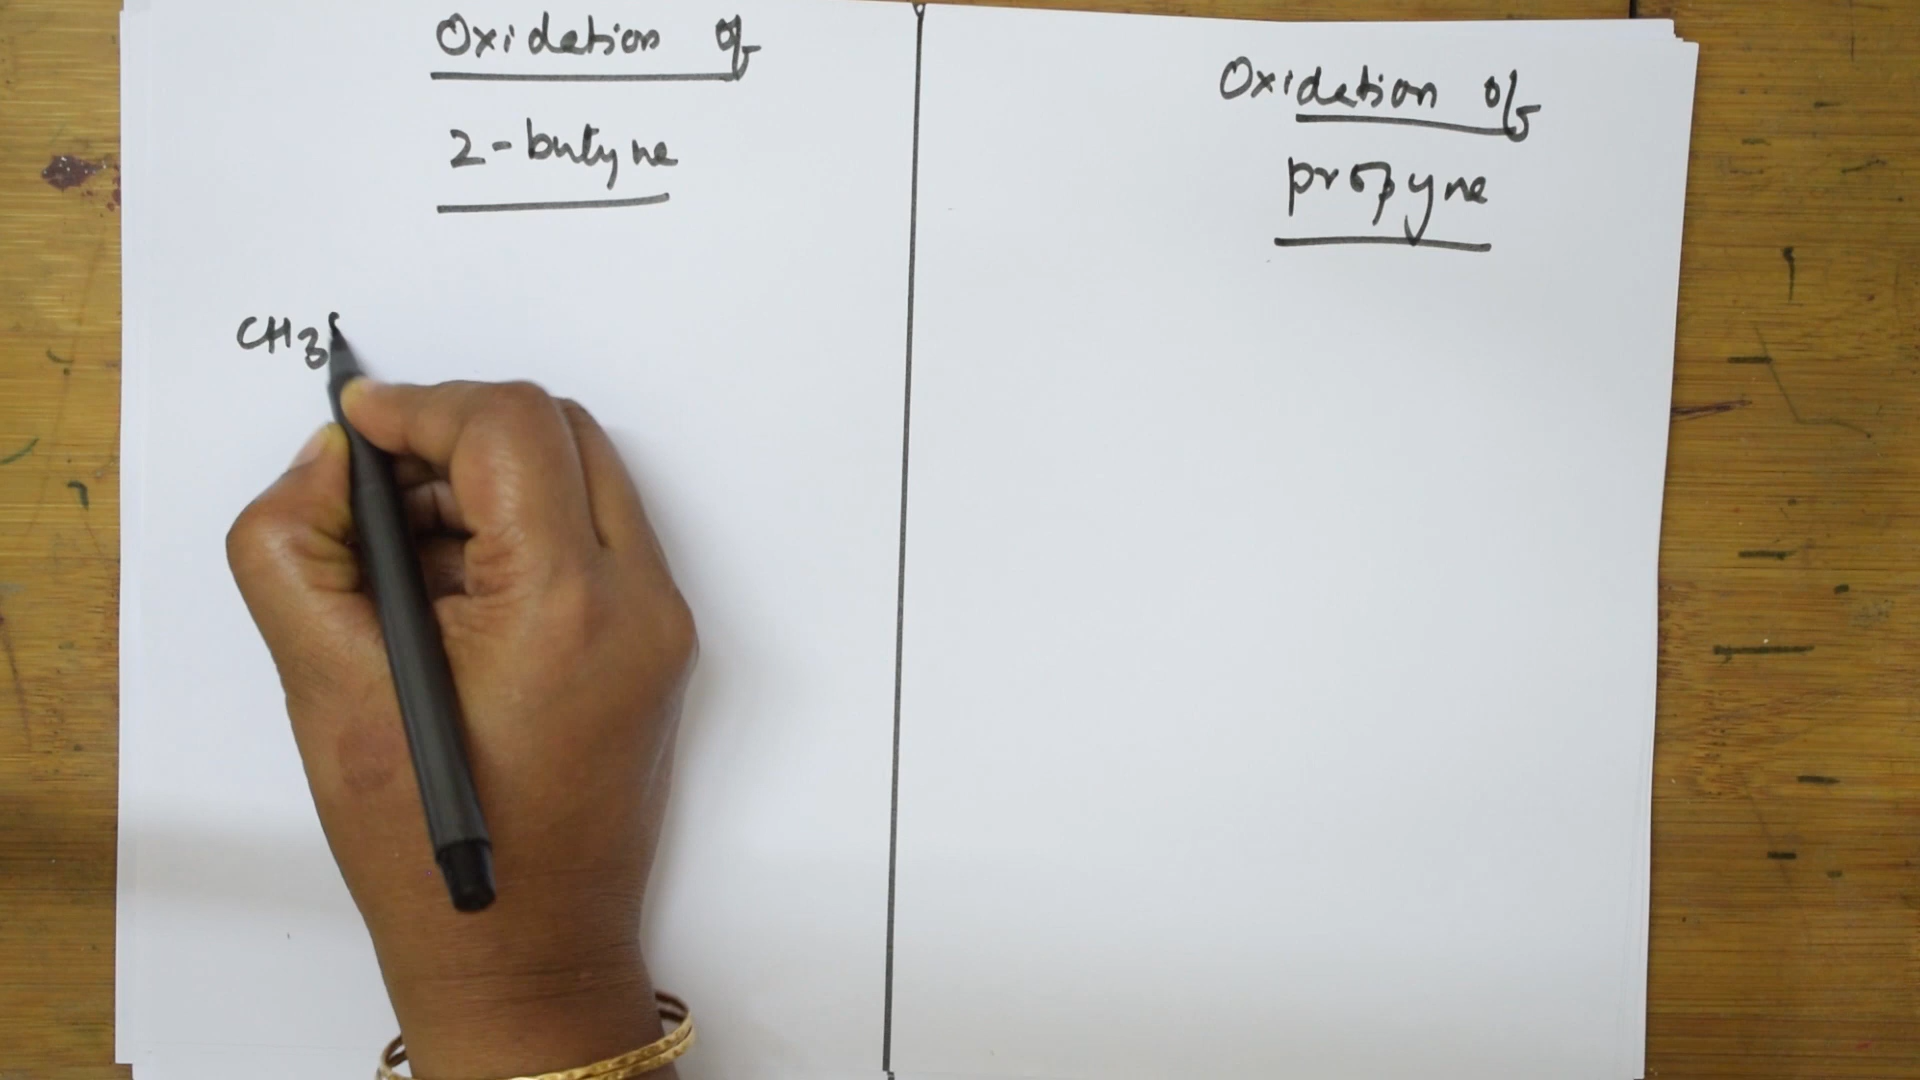 Oxidation of
2-butyne
CH3
Oxidation of
propyne